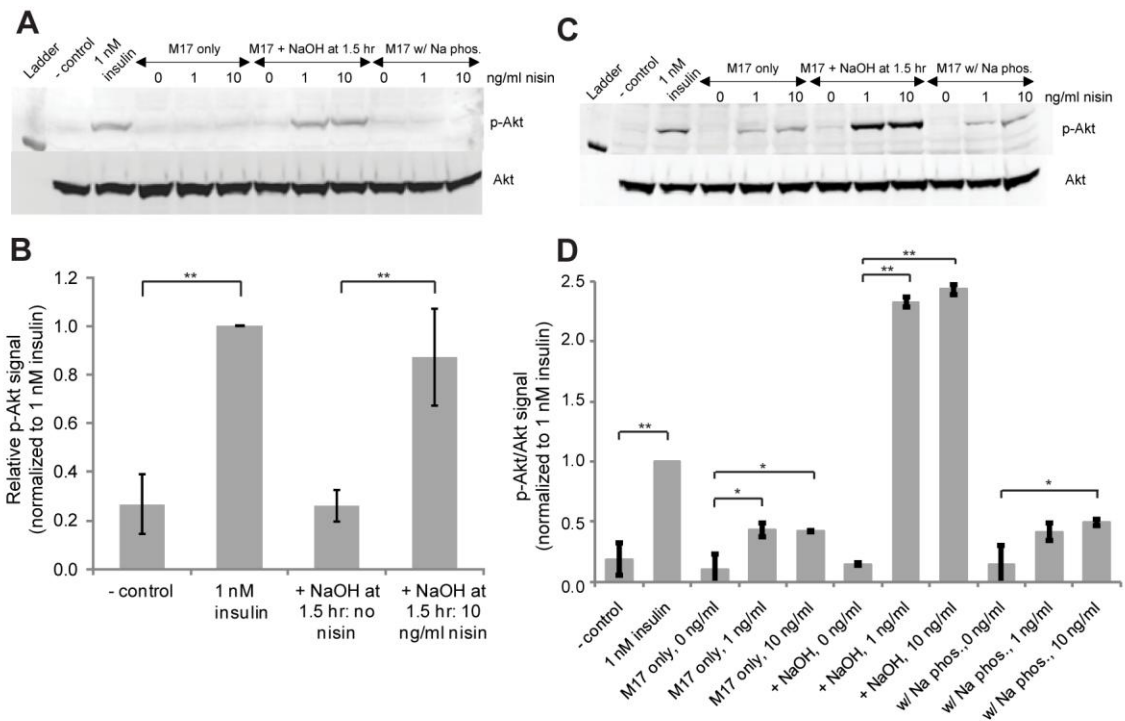 A
Ladder
- control
1 nM
insulin
M17 only
M17 + NaOH at 1.5 hr
M17 w/ Na phos.
0 1 10 0 1 10 0 1 10 ng/ml nisin
p-Akt
Akt
B
Relative p-Akt signal
(normalized to 1 nM insulin)
1.2
1.0
0.8
0.6
0.4
0.2
0.0
**
**
- control
1 nM
insulin
+ NaOH at
1.5 hr: no
nisin
+ NaOH at
1.5 hr: 10
ng/ml nisin
C
Ladder
- control
1 nM
insulin
M17 only
M17 + NaOH at 1.5 hr
M17 w/ Na phos.
0 1 10 0 1 10 0 1 10 ng/ml nisin
p-Akt
Akt
D
p-Akt/Akt signal
(normalized to 1 nM insulin)
2.5
2.0
1.5
1.0
0.5
0.0
**
*
*
**
**
*
- control
1 nM insulin
M17 only, 0 ng/ml
M17 only, 1 ng/ml
M17 only, 10 ng/ml
+ NaOH, 0 ng/ml
+ NaOH, 1 ng/ml
+ NaOH, 10 ng/ml
w/ Na phos.,0 ng/ml
w/ Na phos., 1 ng/ml
w/ Na phos., 10 ng/ml